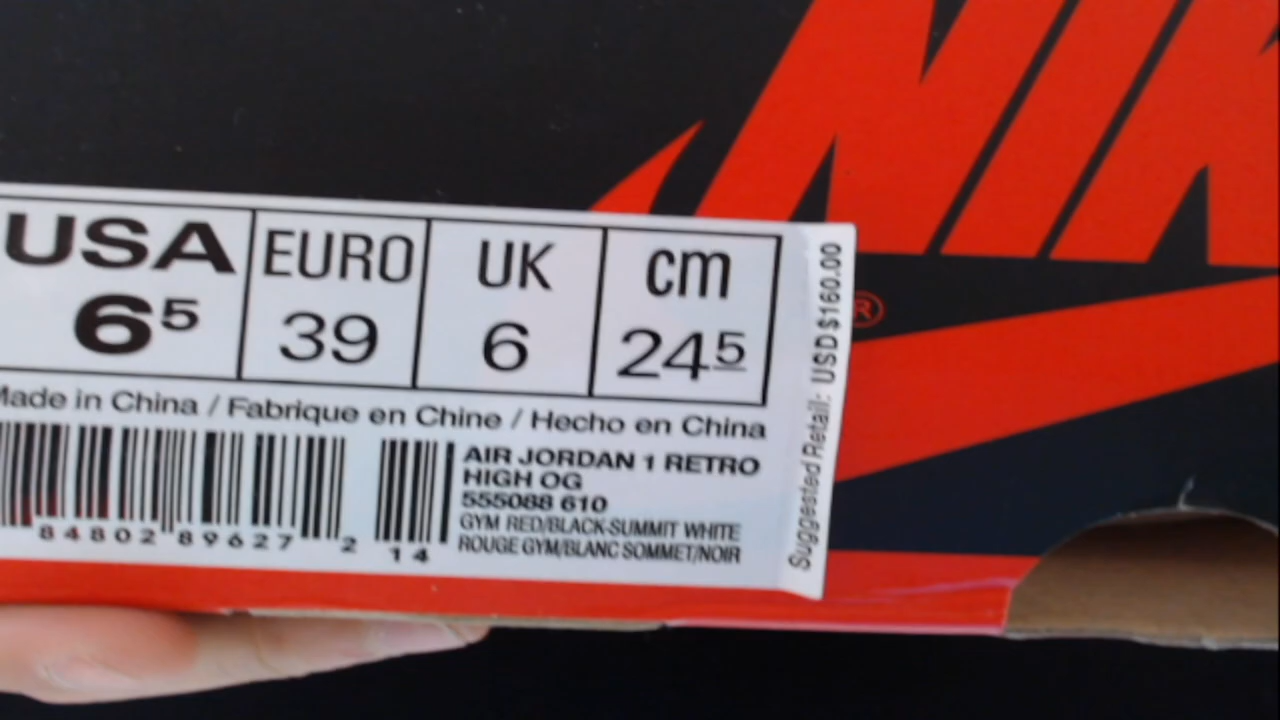 NIK
®
USA EURO UK cm
6⁵ 39 6 24⁵
Made in China / Fabrique en Chine / Hecho en China
AIR JORDAN 1 RETRO
HIGH OG
555088 610
GYM RED/BLACK-SUMMIT WHITE
ROUGE GYM/BLANC SOMMET/NOIR
84802 89627 2 14
Suggested Retail: USD $160.00